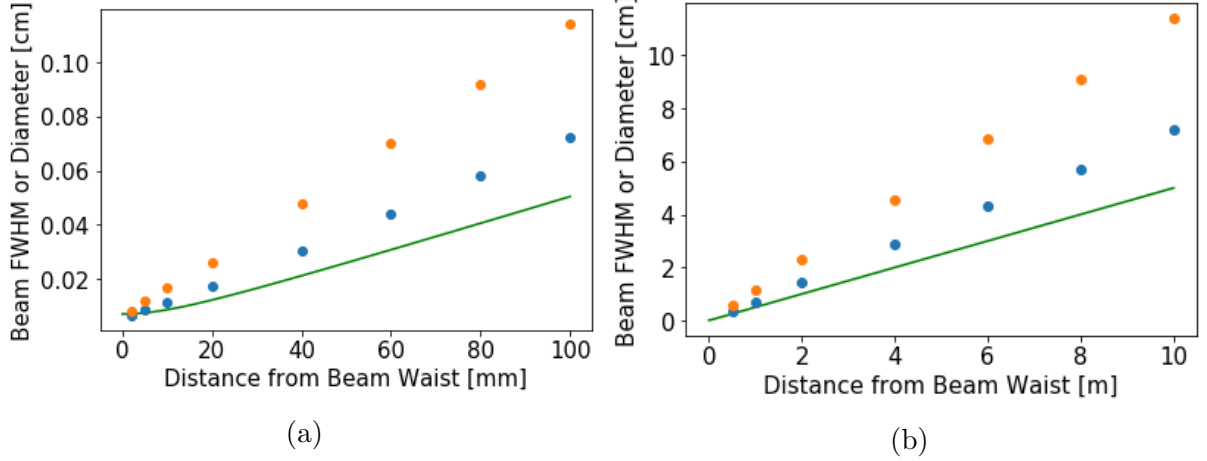 Beam FWHM or Diameter [cm]
0.10
0.08
0.06
0.04
0.02
0 20 40 60 80 100
Distance from Beam Waist [mm]
(a)
Beam FWHM or Diameter [cm]
10
8
6
4
2
0
0 2 4 6 8 10
Distance from Beam Waist [m]
(b)